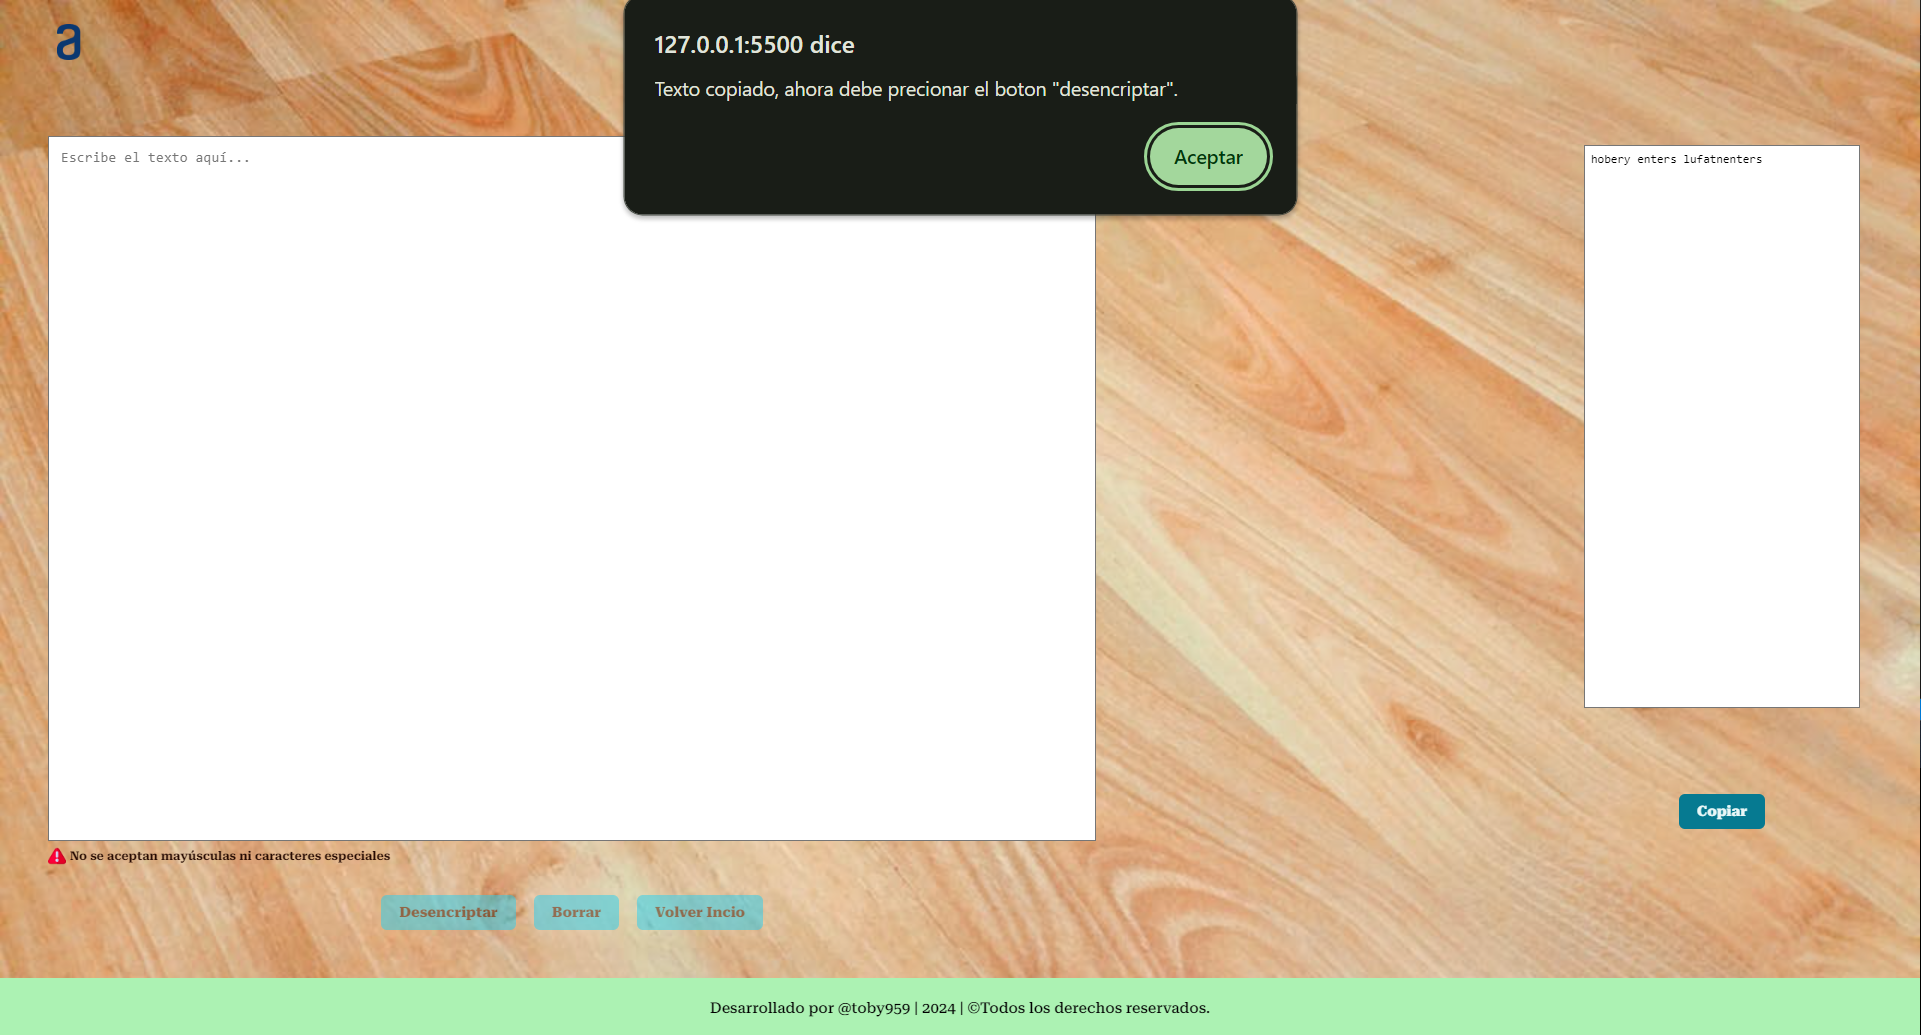 a
127.0.0.1:5500 dice
Texto copiado, ahora debe precionar el boton "desencriptar".
Aceptar
Escribe el texto aquí...
hobery enters lufatnenters
Copiar
No se aceptan mayúsculas ni caracteres especiales
Desencriptar
Borrar
Volver Incio
Desarrollado por @toby959 | 2024 | ©Todos los derechos reservados.